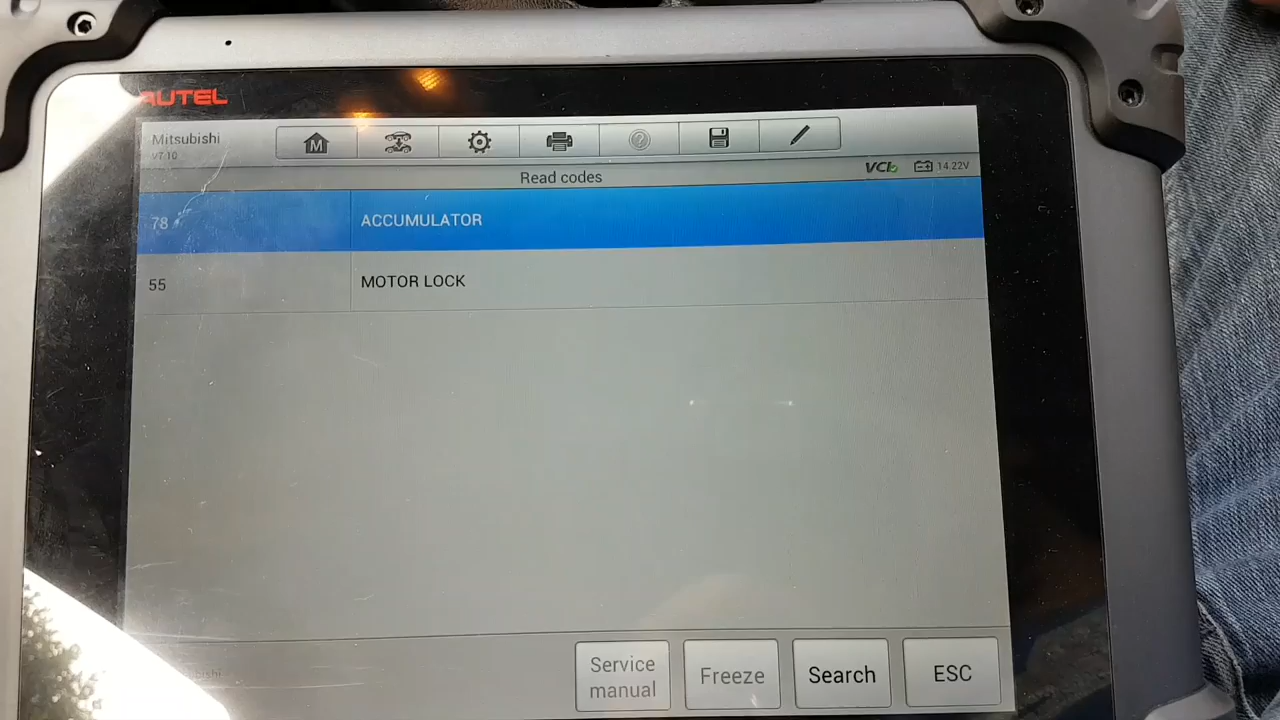 AUTEL
Mitsubishi
V7.10
M
VCI
14.22V
Read codes
78 ACCUMULATOR
55 MOTOR LOCK
Service
manual
Freeze
Search
ESC